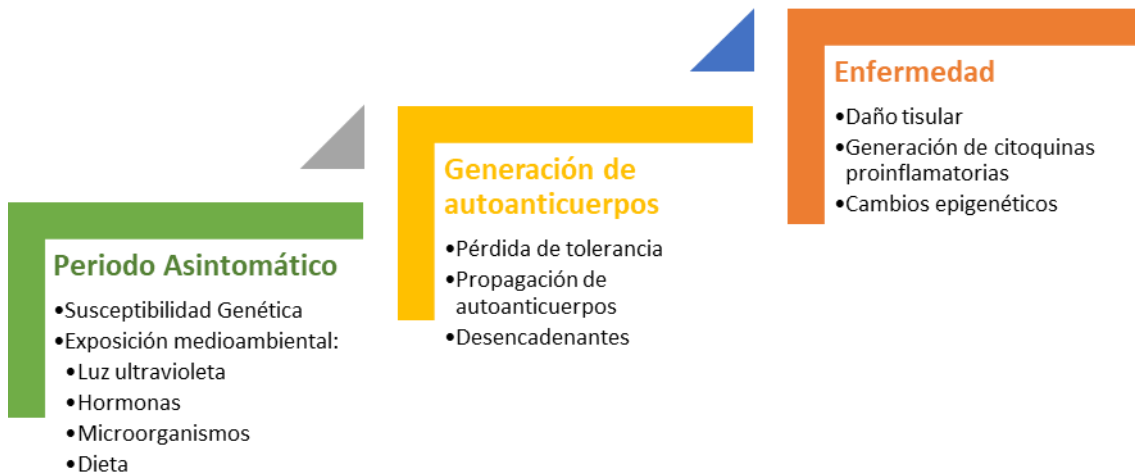 Periodo Asintomático
•Susceptibilidad Genética
•Exposición medioambiental:
•Luz ultravioleta
•Hormonas
•Microorganismos
•Dieta
Generación de
autoanticuerpos
•Pérdida de tolerancia
•Propagación de
autoanticuerpos
•Desencadenantes
Enfermedad
•Daño tisular
•Generación de citoquinas
proinflamatorias
•Cambios epigenéticos